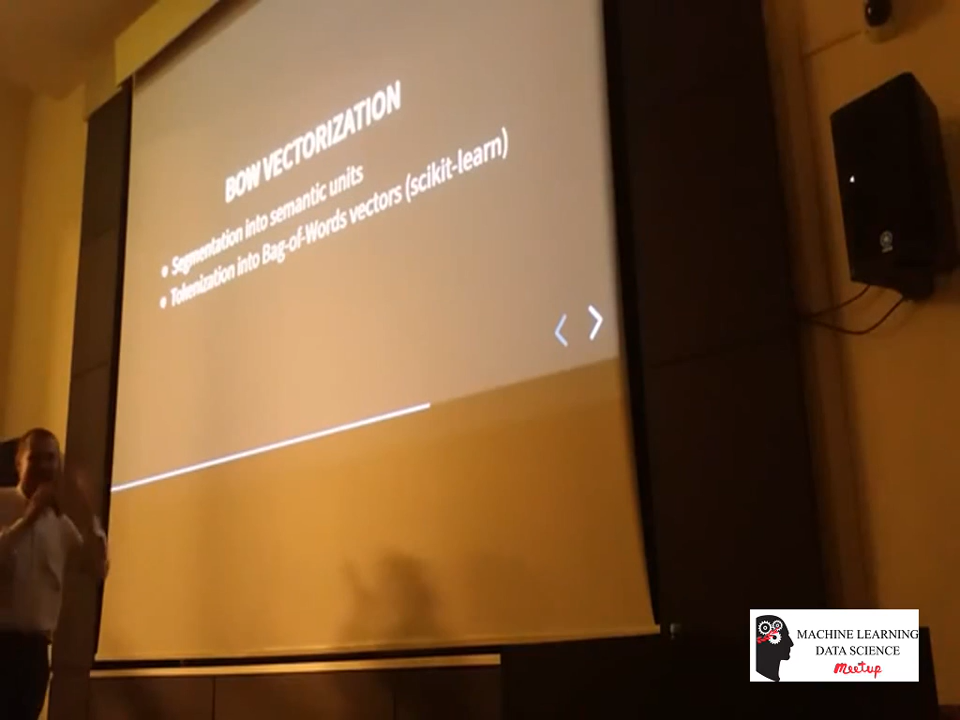 BOW VECTORIZATION
Segmentation into semantic units
Tokenization into Bag-of-Words vectors (scikit-learn)
MACHINE LEARNING
DATA SCIENCE
meetup